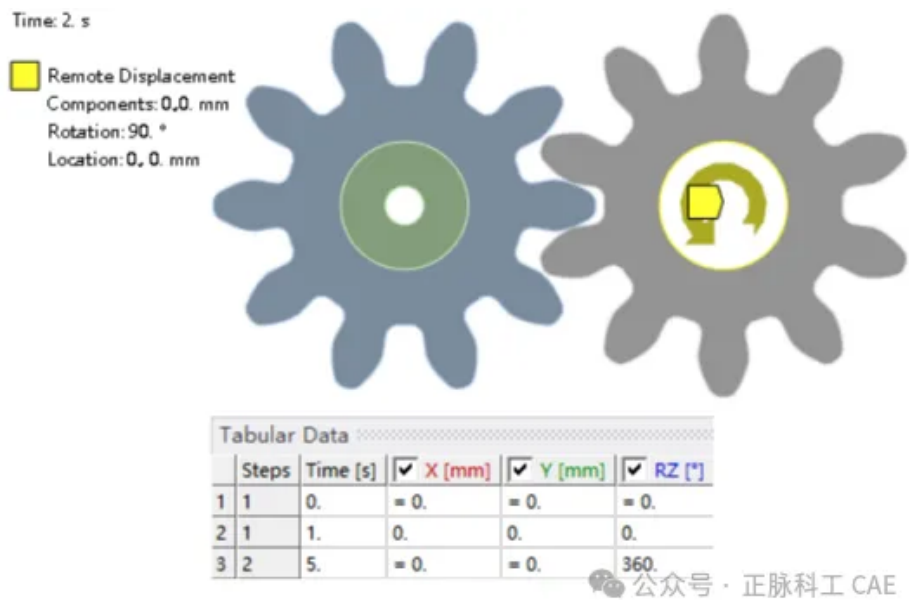 Time: 2. s
Remote Displacement
Components: 0,0. mm
Rotation: 90. °
Location: 0, 0. mm
Tabular Data
Steps Time [s] X [mm] Y [mm] RZ [°]
1 1 0. = 0. = 0. = 0.
2 1 1. 0. 0. 0.
3 2 5. = 0. = 0. 360.
公众号 · 正脉科工 CAE